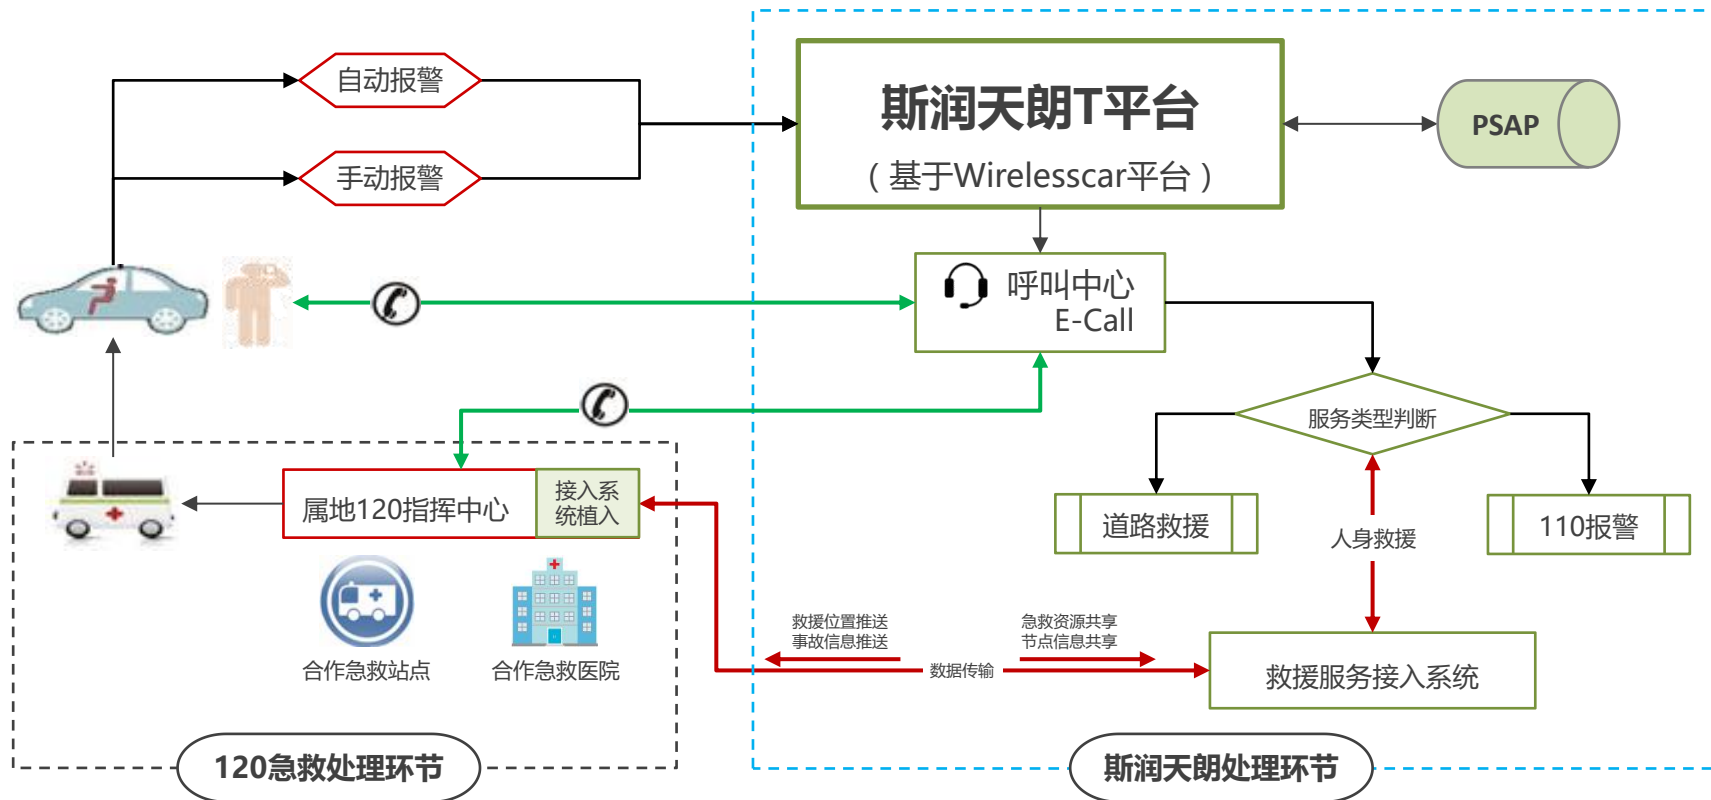 自动报警
手动报警
斯润天朗T平台
（基于Wirelesscar平台）
PSAP
呼叫中心
E-Call
服务类型判断
道路救援
人身救援
110报警
属地120指挥中心
接入系
统植入
合作急救站点
合作急救医院
救援位置推送
事故信息推送
急救资源共享
节点信息共享
数据传输
救援服务接入系统
120急救处理环节
斯润天朗处理环节